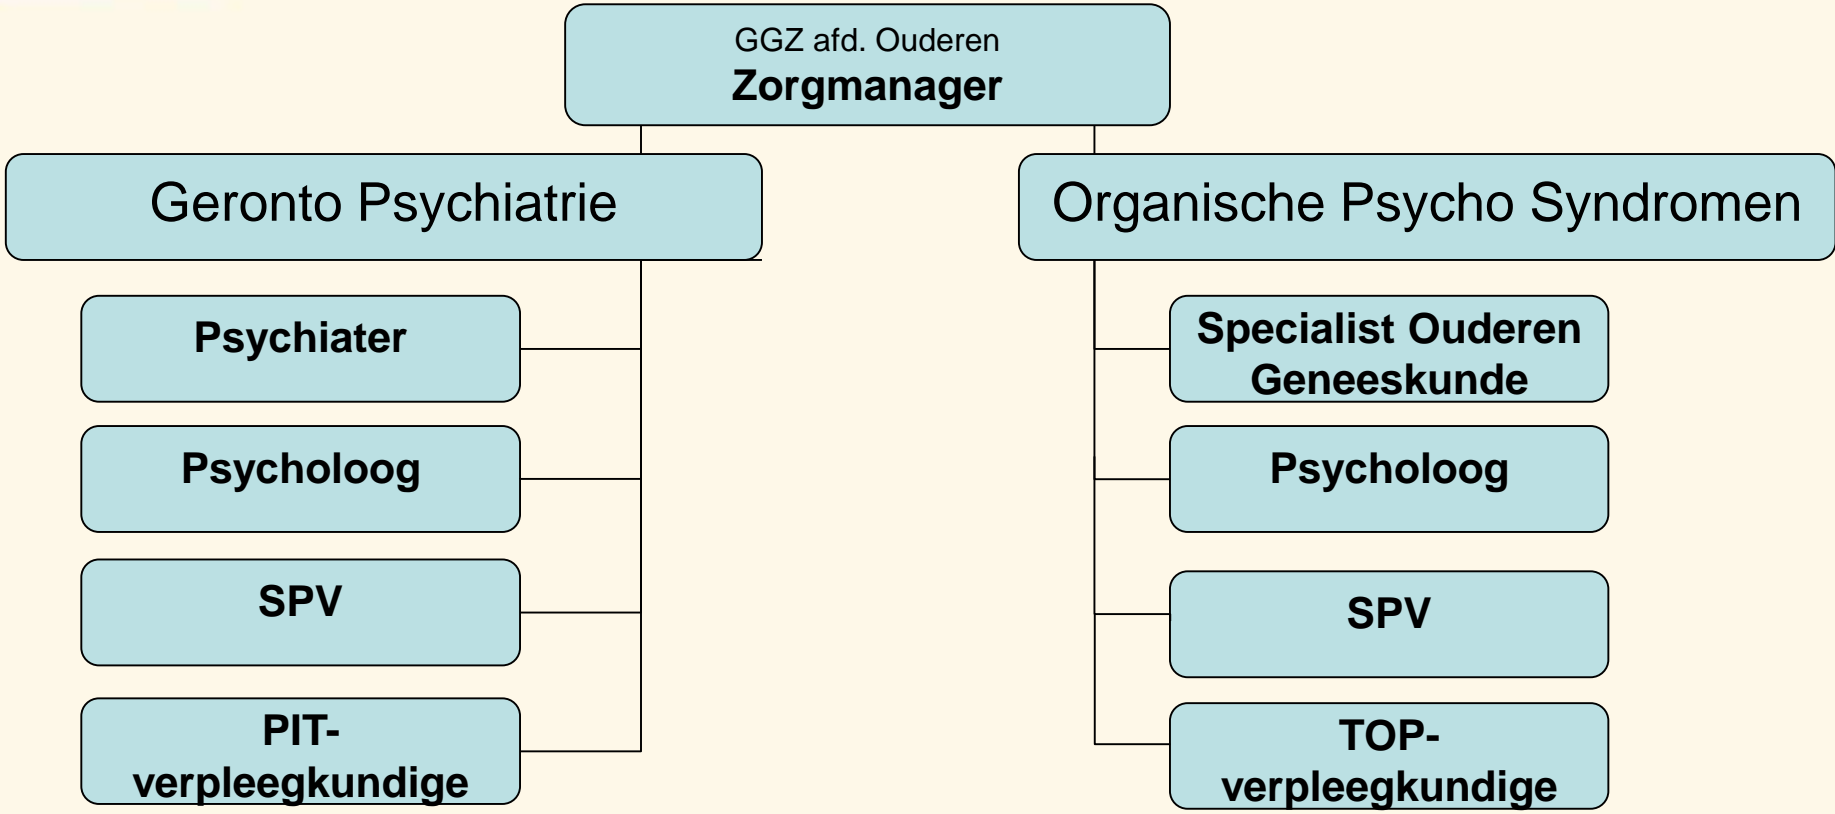 GGZ afd. Ouderen
Zorgmanager
Geronto Psychiatrie
Organische Psycho Syndromen
Psychiater
Psycholoog
SPV
PIT-
verpleegkundige
Specialist Ouderen
Geneeskunde
Psycholoog
SPV
TOP-
verpleegkundige